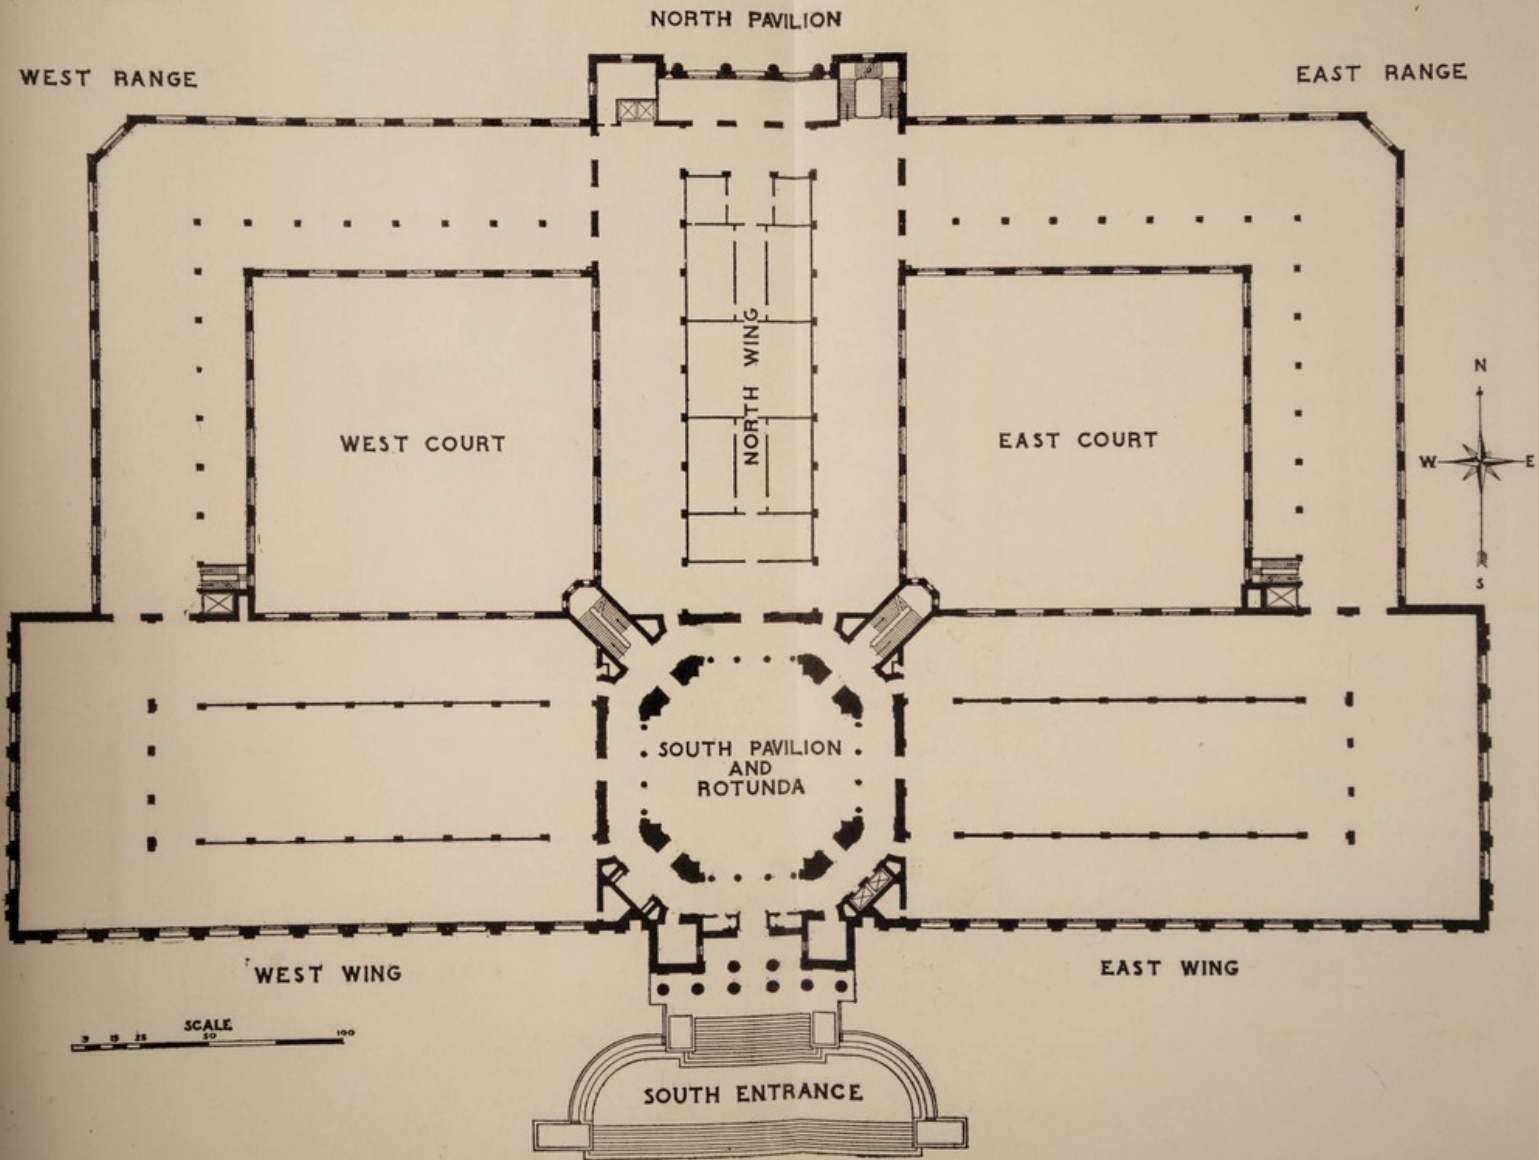 NORTH PAVILION
WEST RANGE
EAST RANGE
NORTH WING
WEST COURT
EAST COURT
N
W E
S
SOUTH PAVILION
AND
ROTUNDA
WEST WING
EAST WING
SCALE
50 100
SOUTH ENTRANCE